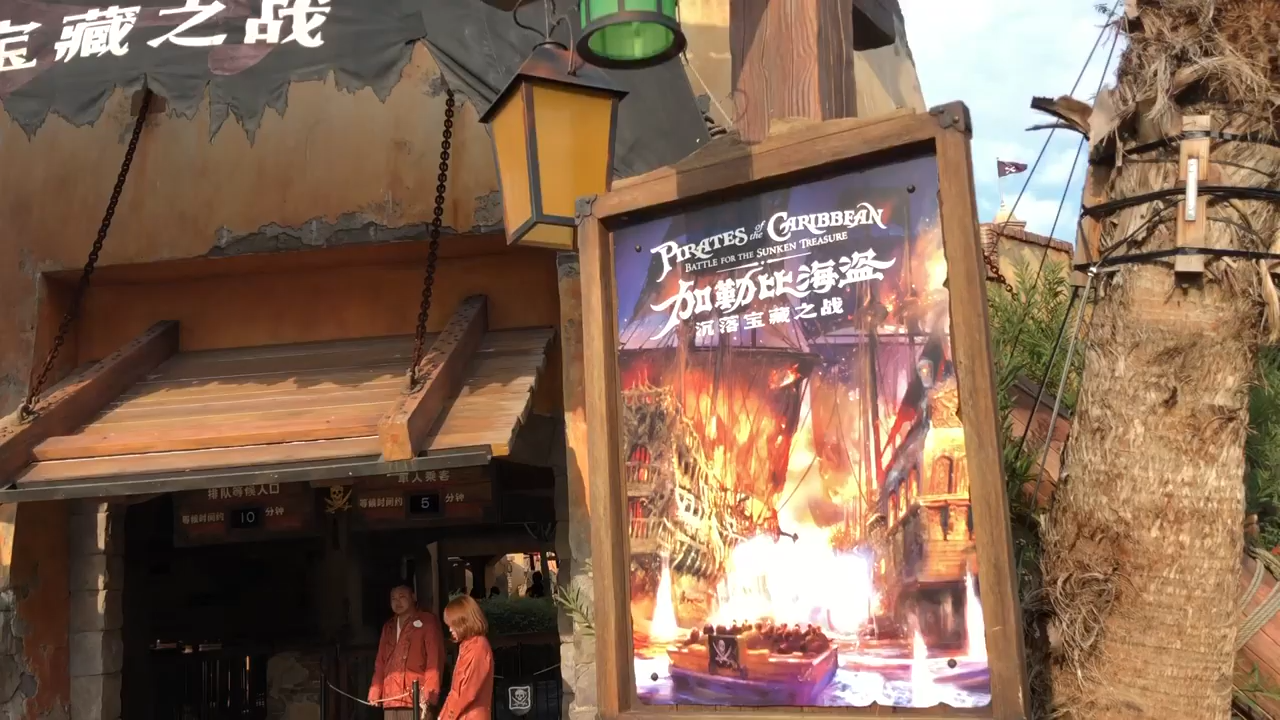 宝藏之战
PIRATES of the CARIBBEAN
BATTLE FOR THE SUNKEN TREASURE
加勒比海盗
沉落宝藏之战
排队等候入口
等候时间约 10 分钟
单人乘客
等候时间约 5 分钟